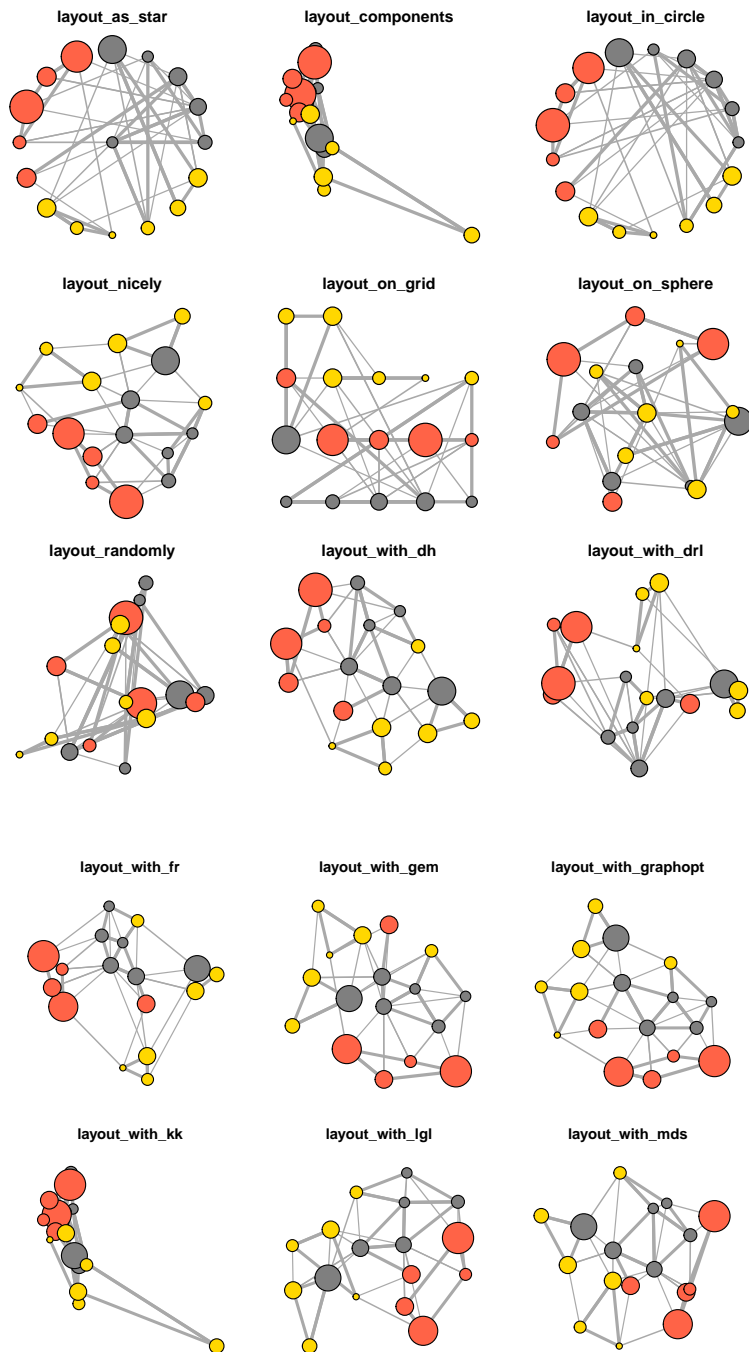 layout_as_star
layout_components
layout_in_circle
layout_nicely
layout_on_grid
layout_on_sphere
layout_randomly
layout_with_dh
layout_with_drl
layout_with_fr
layout_with_gem
layout_with_graphopt
layout_with_kk
layout_with_lgl
layout_with_mds